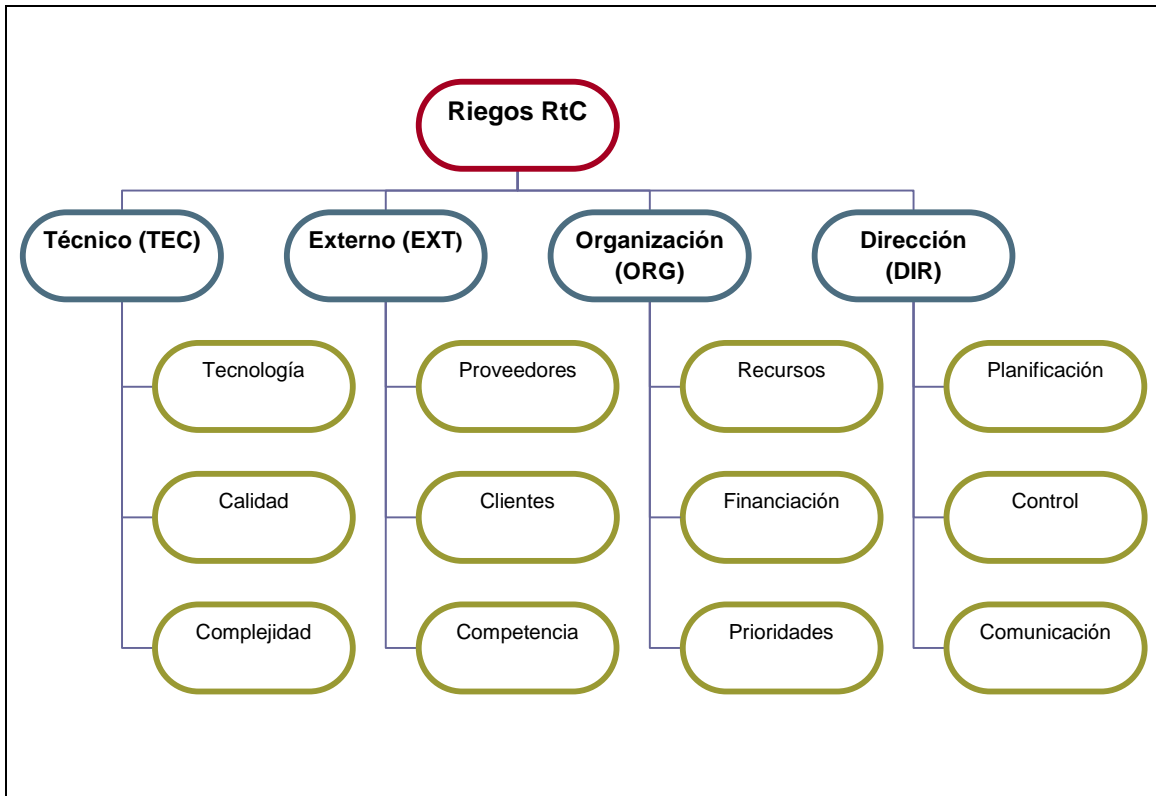 Riegos RtC
Técnico (TEC)
Externo (EXT)
Organización
(ORG)
Dirección
(DIR)
Tecnología
Proveedores
Recursos
Planificación
Calidad
Clientes
Financiación
Control
Complejidad
Competencia
Prioridades
Comunicación